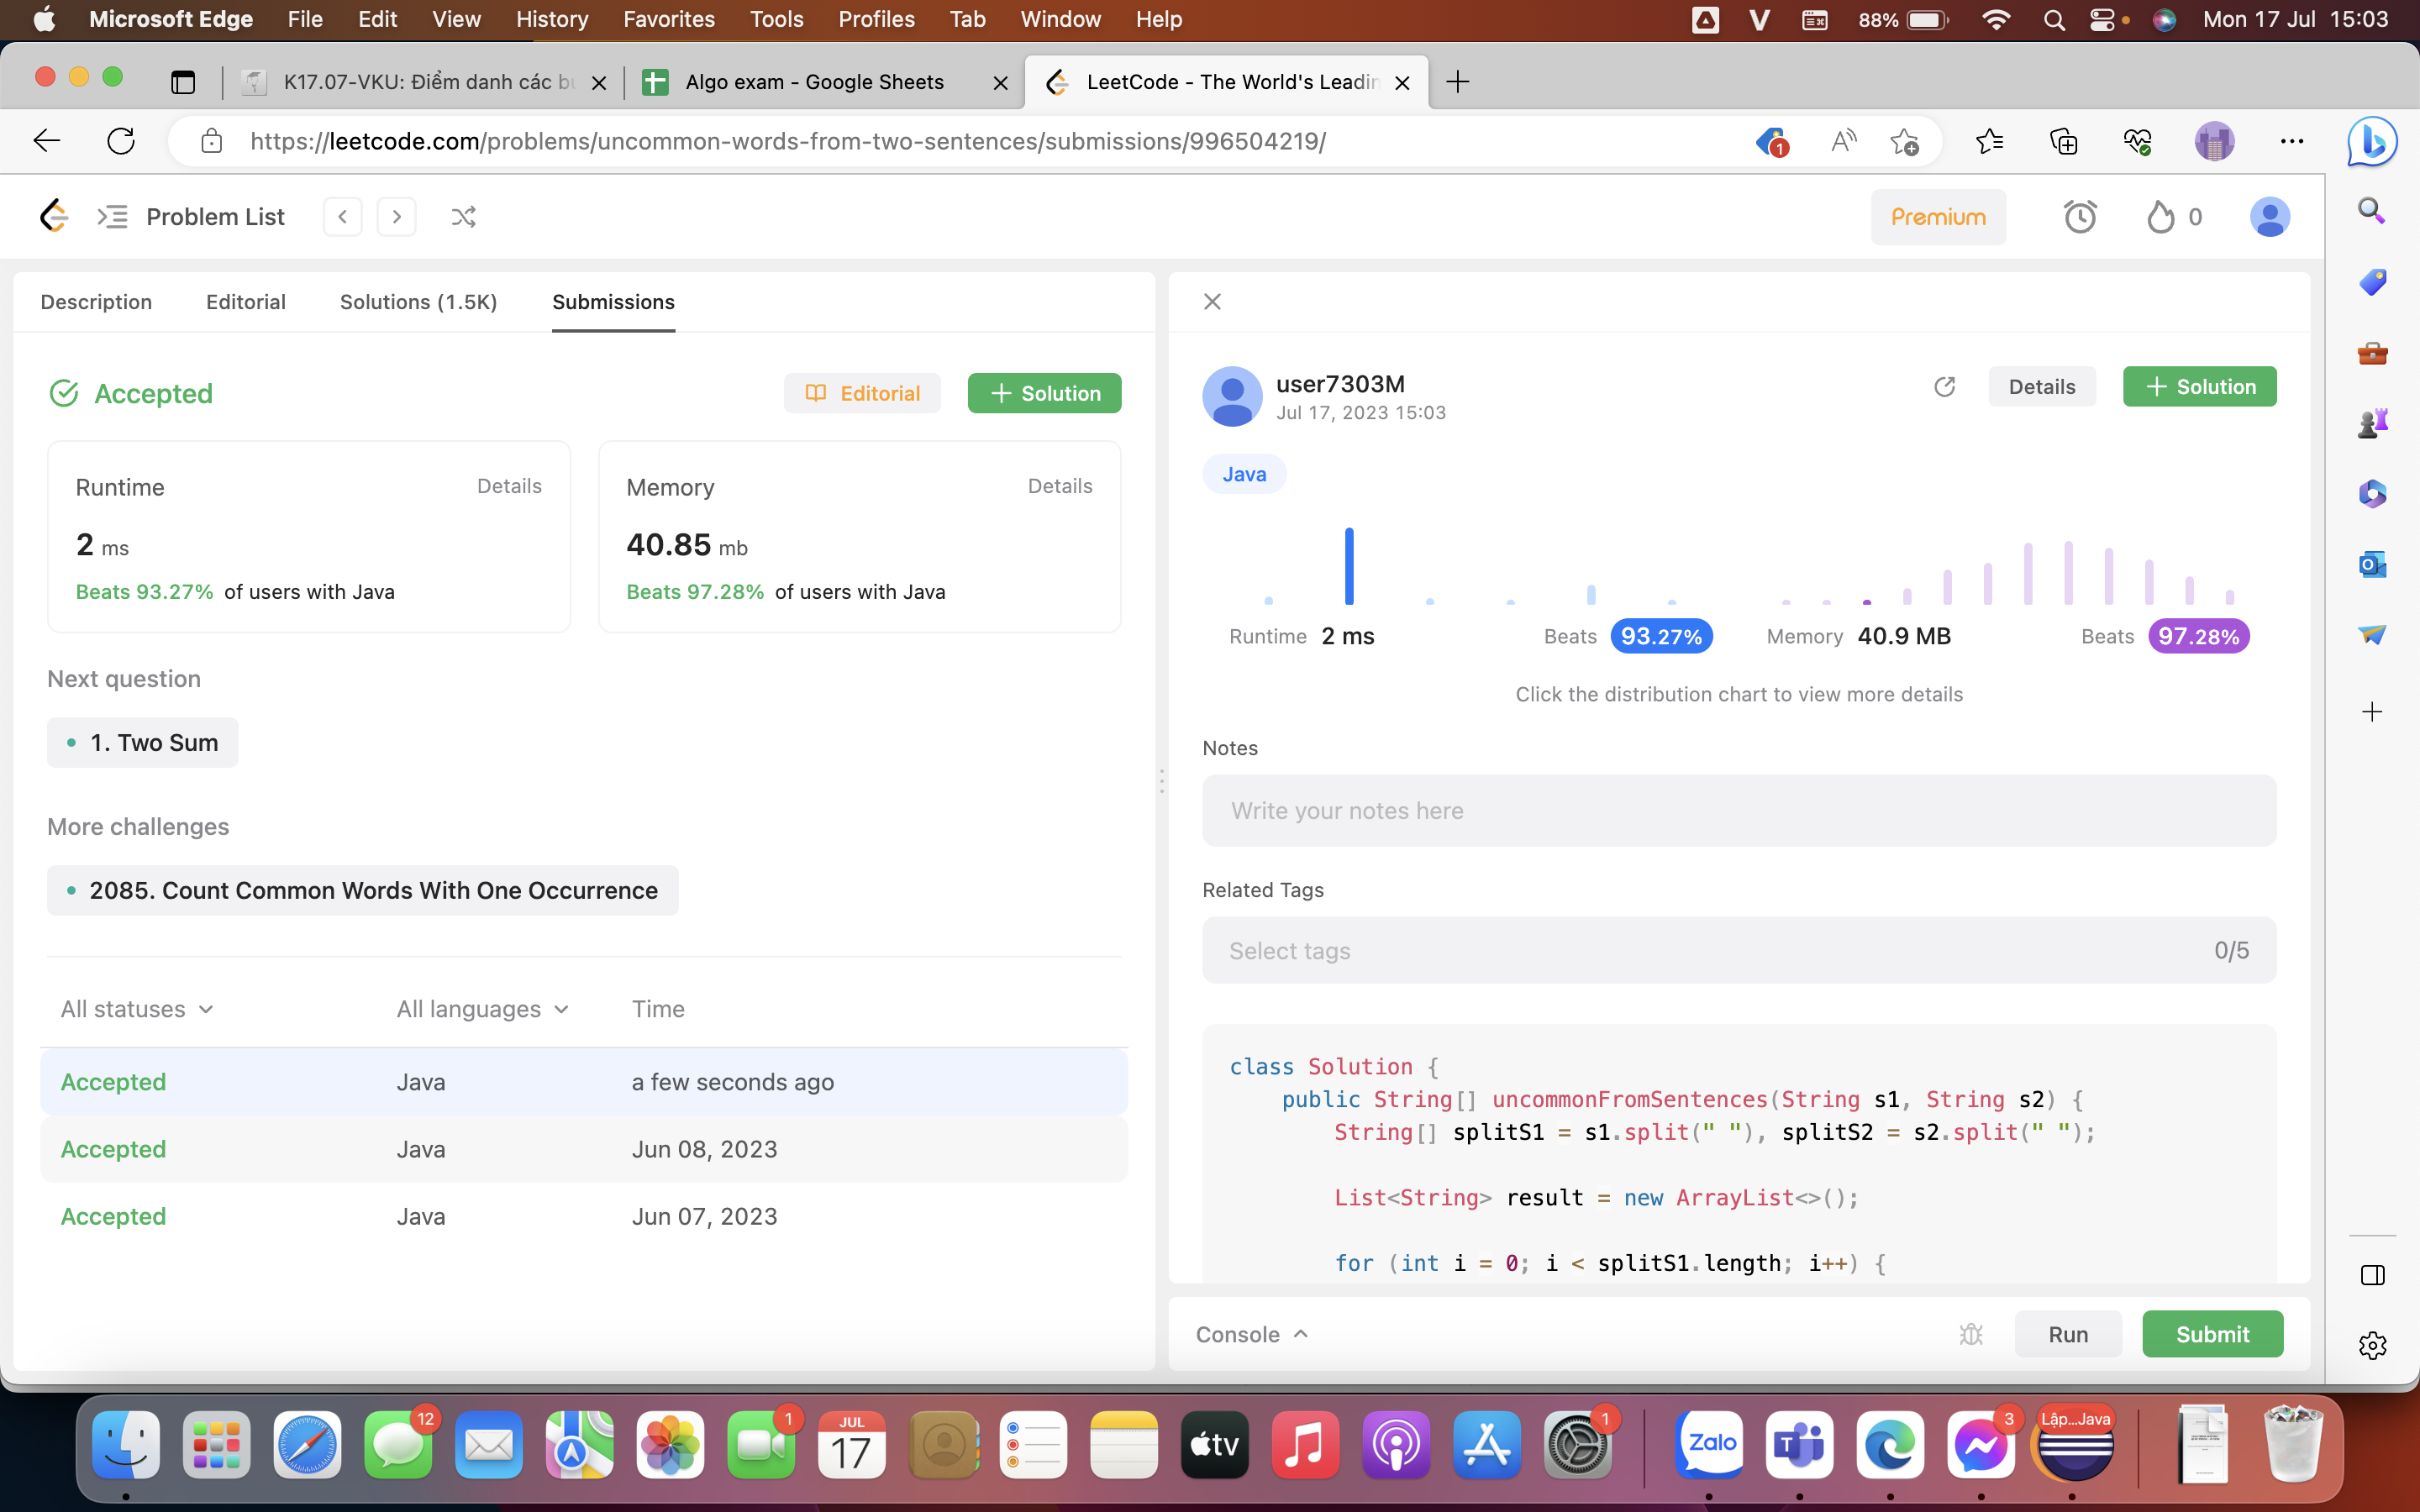 Microsoft Edge File Edit View History Favorites Tools Profiles Tab Window Help 88% Mon 17 Jul 15:03
K17.07-VKU: Điểm danh các bu Algo exam - Google Sheets LeetCode - The World's Leadin
https://leetcode.com/problems/uncommon-words-from-two-sentences/submissions/996504219/ 1
Problem List Premium 0
Description Editorial Solutions (1.5K) Submissions
Accepted Editorial + Solution
Runtime Details
2 ms
Beats 93.27% of users with Java
Memory Details
40.85 mb
Beats 97.28% of users with Java
Next question
1. Two Sum
More challenges
2085. Count Common Words With One Occurrence
All statuses All languages Time
Accepted Java a few seconds ago
Accepted Java Jun 08, 2023
Accepted Java Jun 07, 2023
user7303M
Jul 17, 2023 15:03
Details + Solution
Java
Runtime 2 ms Beats 93.27% Memory 40.9 MB Beats 97.28%
Click the distribution chart to view more details
Notes
Write your notes here
Related Tags
Select tags 0/5
class Solution {
public String[] uncommonFromSentences(String s1, String s2) {
String[] splitS1 = s1.split(" "), splitS2 = s2.split(" ");
List<String> result = new ArrayList<>();
for (int i = 0; i < splitS1.length; i++) {
Console Run Submit
12 1 JUL 17 tv 1 Zalo 3 Lập...Java